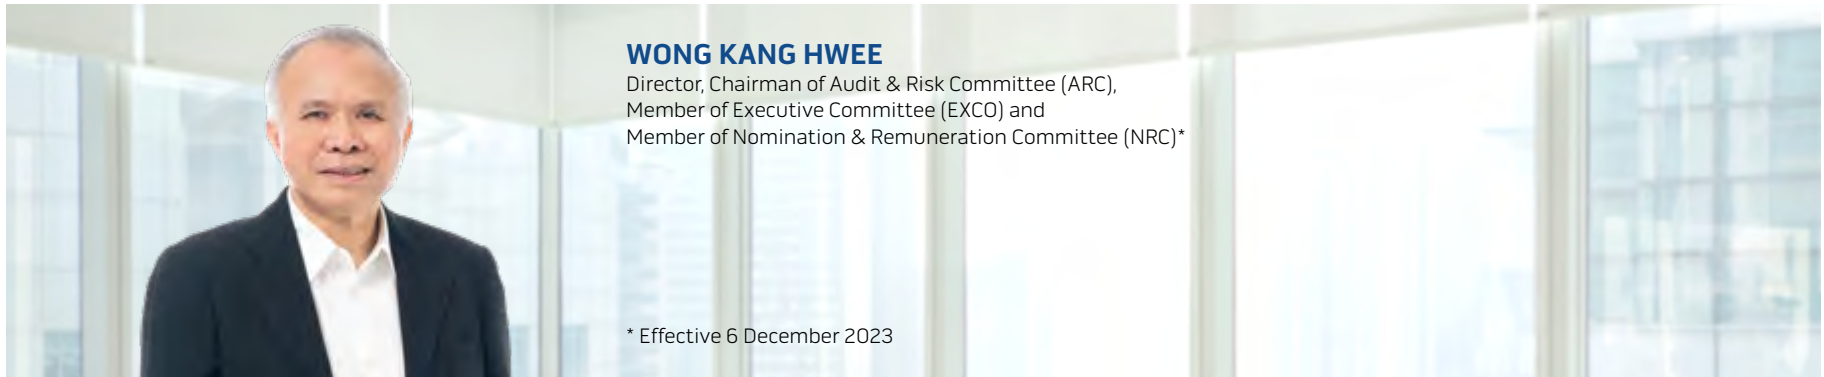 WONG KANG HWEE
Director, Chairman of Audit & Risk Committee (ARC),
Member of Executive Committee (EXCO) and
Member of Nomination & Remuneration Committee (NRC)*
* Effective 6 December 2023